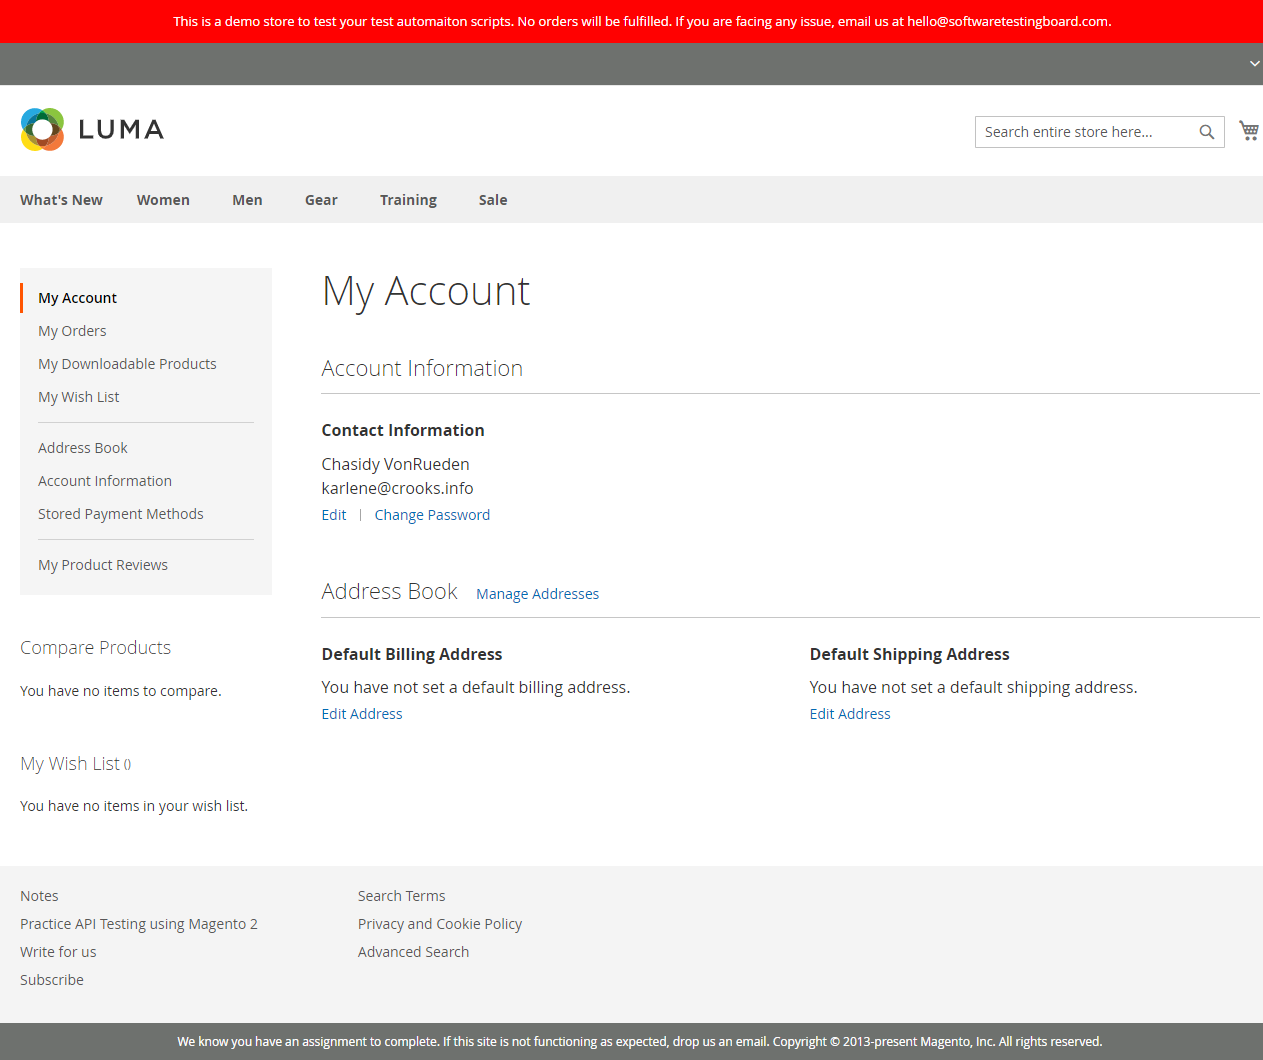 This is a demo store to test your test automaiton scripts. No orders will be fulfilled. If you are facing any issue, email us at hello@softwaretestingboard.com.
LUMA
Search entire store here...
What's New Women Men Gear Training Sale
My Account
My Orders
My Downloadable Products
My Wish List
Address Book
Account Information
Stored Payment Methods
My Product Reviews
Compare Products
You have no items to compare.
My Wish List ()
You have no items in your wish list.
My Account
Account Information
Contact Information
Chasidy VonRueden
karlene@crooks.info
Edit | Change Password
Address Book Manage Addresses
Default Billing Address
You have not set a default billing address.
Edit Address
Default Shipping Address
You have not set a default shipping address.
Edit Address
Notes
Practice API Testing using Magento 2
Write for us
Subscribe
Search Terms
Privacy and Cookie Policy
Advanced Search
We know you have an assignment to complete. If this site is not functioning as expected, drop us an email. Copyright © 2013-present Magento, Inc. All rights reserved.